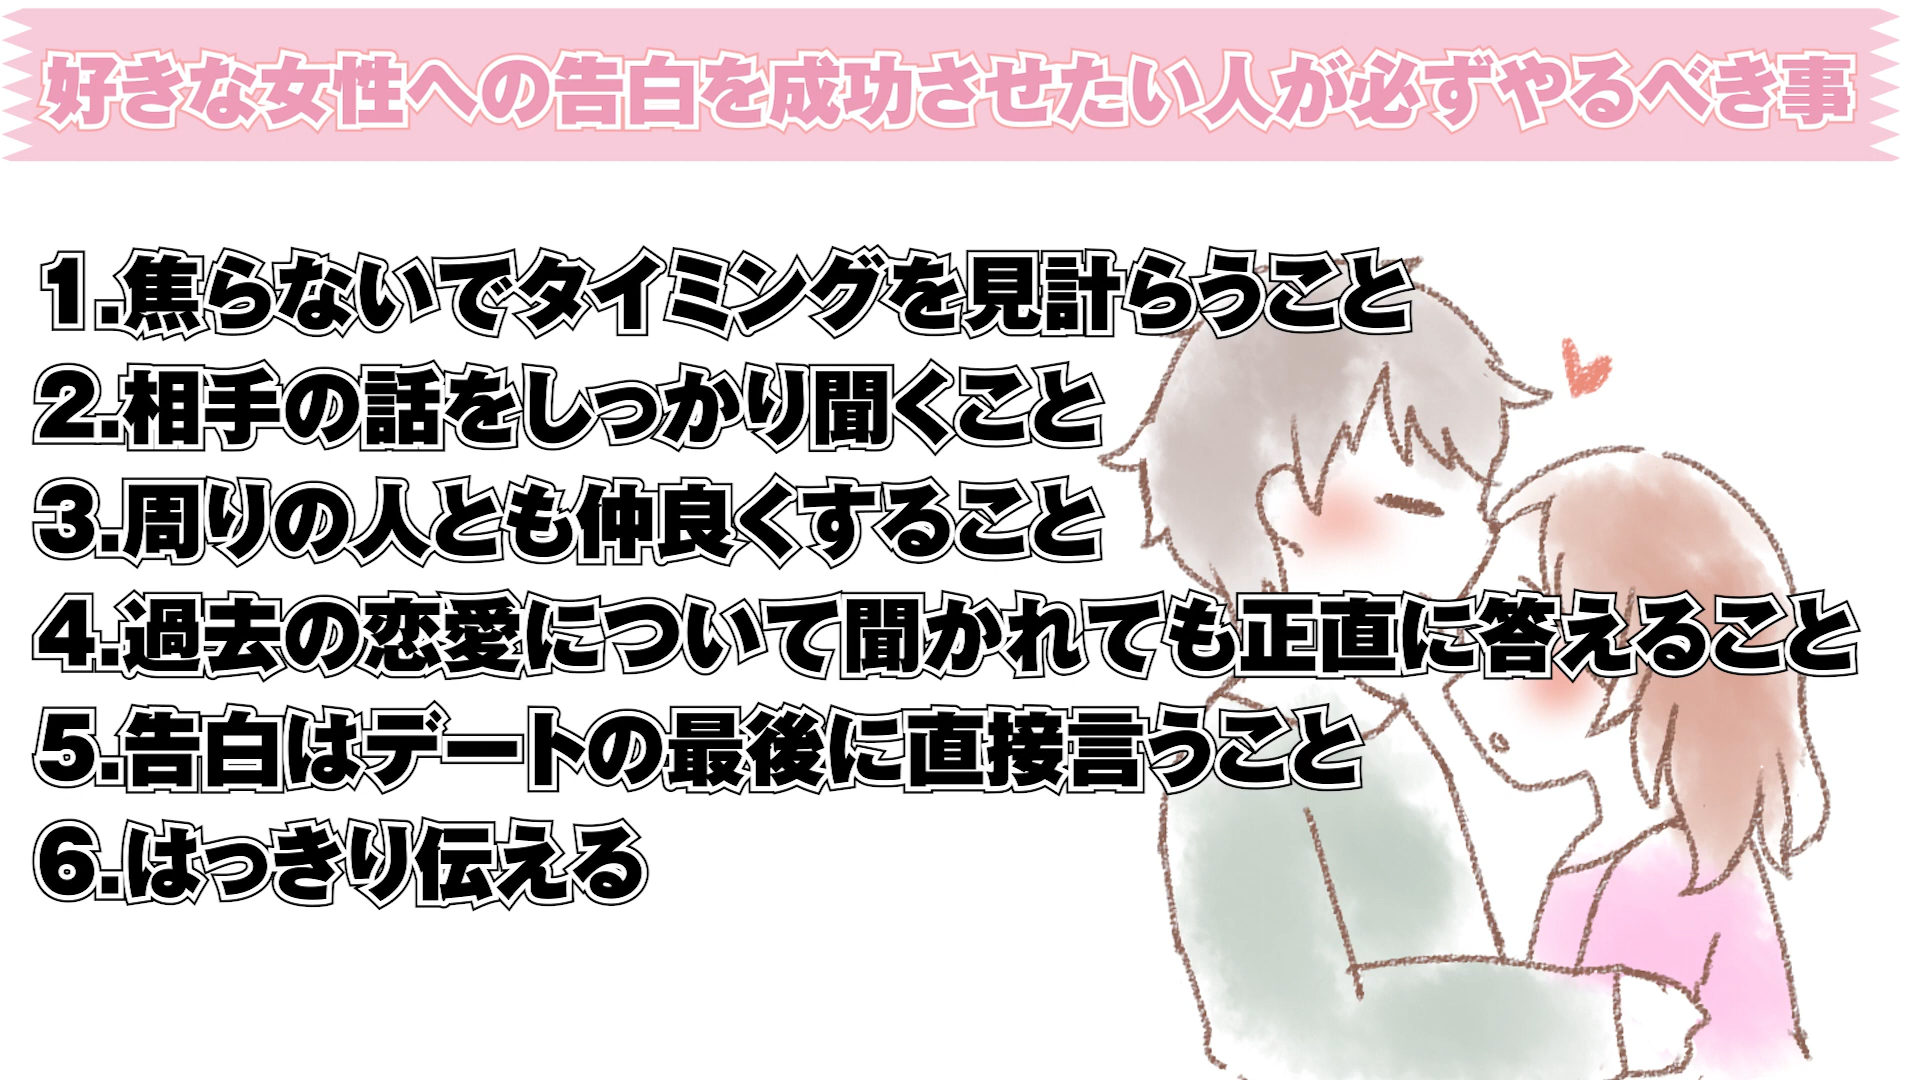 好きな女性への告白を成功させたい人が必ずやるべき事
1.焦らないでタイミングを見計らうこと
2.相手の話をしっかり聞くこと
3.周りの人とも仲良くすること
4.過去の恋愛について聞かれても正直に答えること
5.告白はデートの最後に直接言うこと
6.はっきり伝える